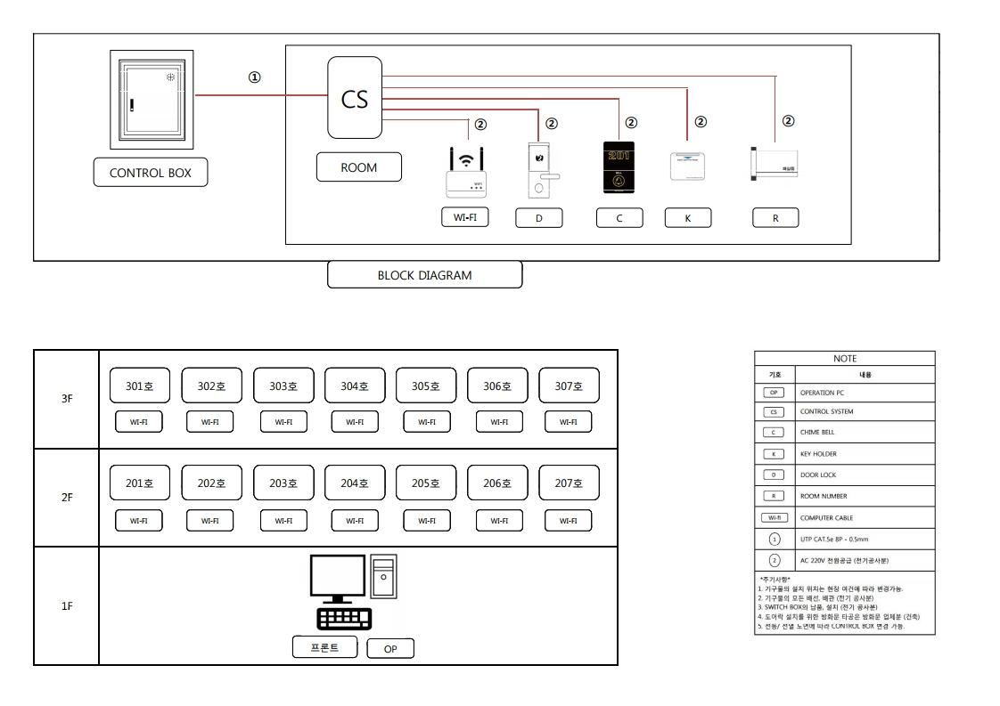 ①
CS
②
②
②
②
②
201
BELL
WiFi
객실등
CONTROL BOX
ROOM
WI-FI
D
C
K
R
BLOCK DIAGRAM
3F
301호
302호
303호
304호
305호
306호
307호
WI-FI
WI-FI
WI-FI
WI-FI
WI-FI
WI-FI
WI-FI
2F
201호
202호
203호
204호
205호
206호
207호
WI-FI
WI-FI
WI-FI
WI-FI
WI-FI
WI-FI
WI-FI
1F
프론트
OP
NOTE
기호 내용
OP OPERATION PC
CS CONTROL SYSTEM
C CHIME BELL
K KEY HOLDER
D DOOR LOCK
R ROOM NUMBER
Wi-fi COMPUTER CABLE
1 UTP CAT.5e 8P - 0.5mm
2 AC 220V 전원공급 (전기공사분)
*주기사항*
1. 기구물의 설치 위치는 현장 여건에 따라 변경가능.
2. 기구물의 모든 배선, 배관 (전기 공사분)
3. SWITCH BOX의 납품, 설치 (전기 공사분)
4. 도어락 설치를 위한 방화문 타공은 방화문 업체분 (건축)
5. 전등/ 전열 도면에 따라 CONTROL BOX 변경 가능.